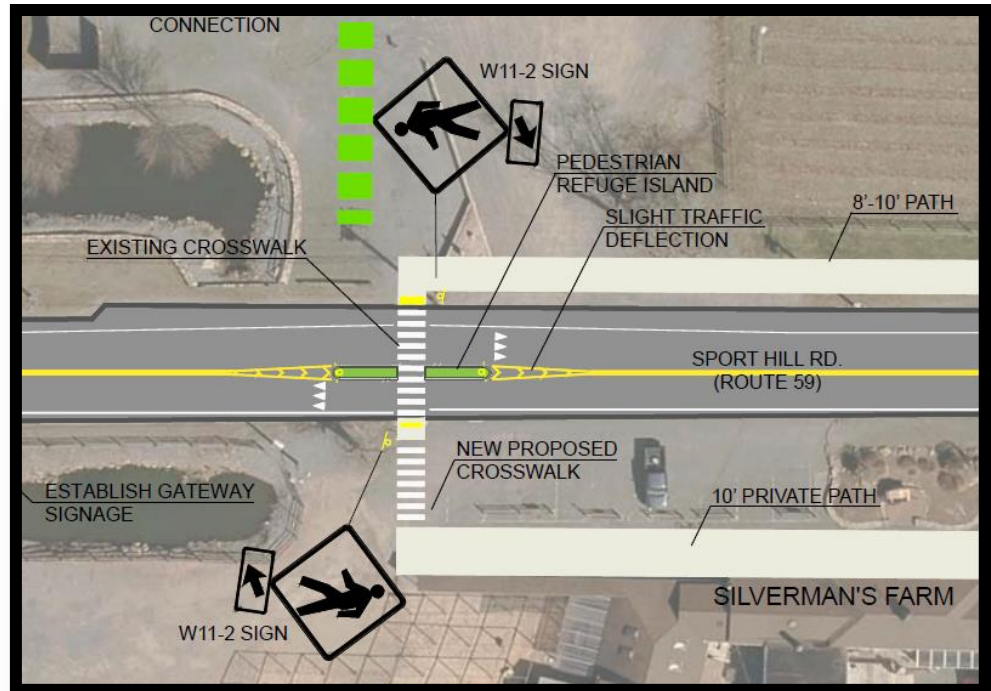 CONNECTION
W11-2 SIGN
PEDESTRIAN
REFUGE ISLAND
8'-10' PATH
SLIGHT TRAFFIC
DEFLECTION
EXISTING CROSSWALK
SPORT HILL RD.
(ROUTE 59)
NEW PROPOSED
CROSSWALK
ESTABLISH GATEWAY
SIGNAGE
10' PRIVATE PATH
SILVERMAN'S FARM
W11-2 SIGN